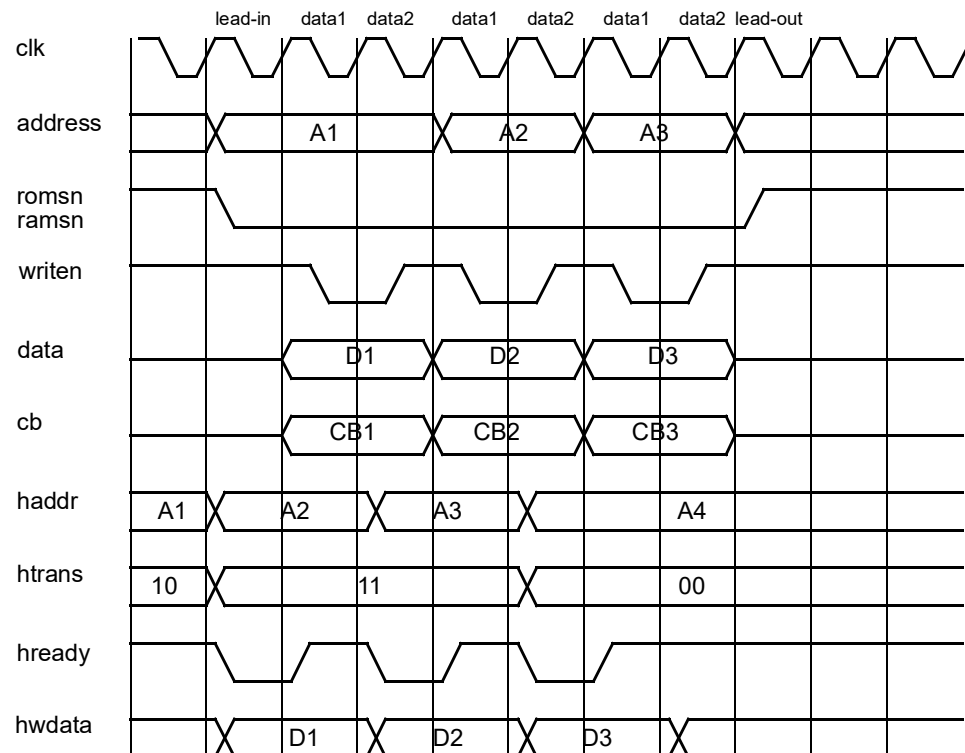 lead-in data1 data2 data1 data2 data1 data2 lead-out
clk
address A1 A2 A3
romsn
ramsn
writen
data D1 D2 D3
cb CB1 CB2 CB3
haddr A1 A2 A3 A4
htrans 10 11 00
hready
hwdata D1 D2 D3